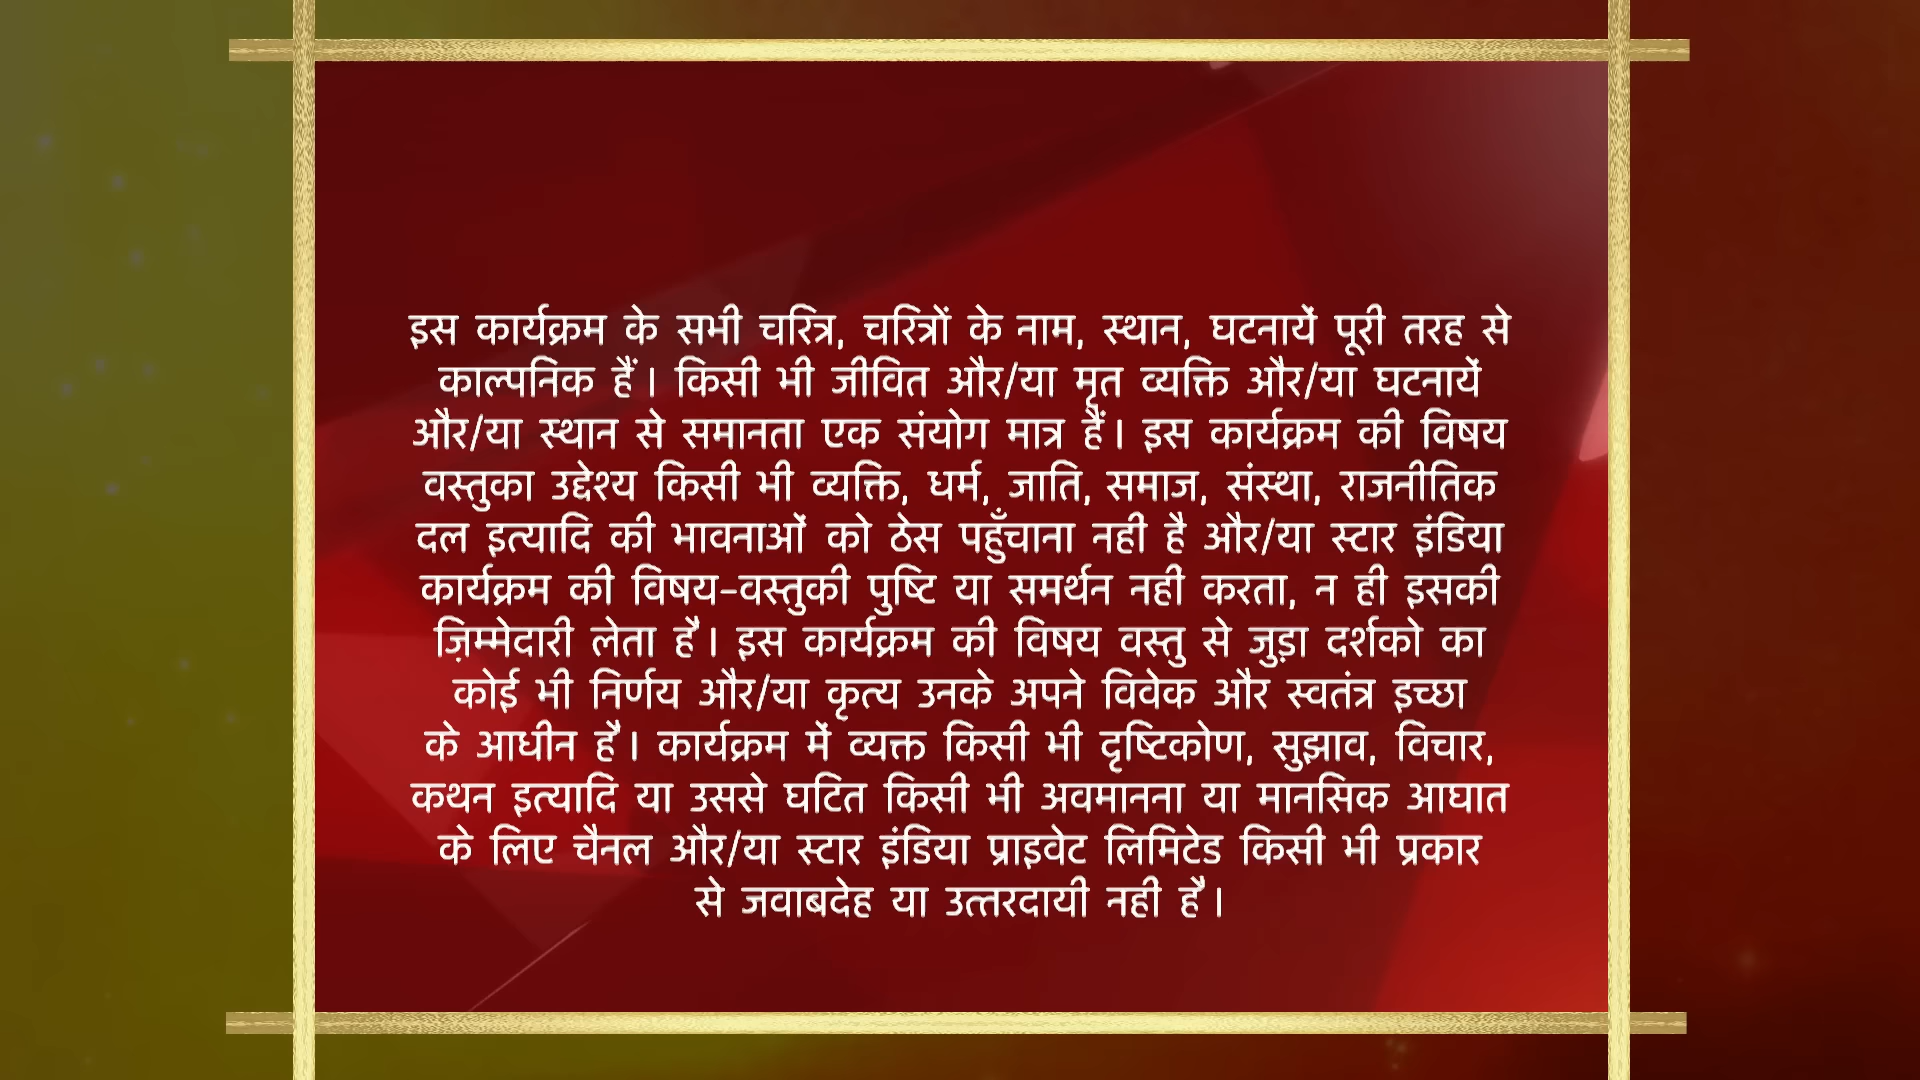 इस कार्यक्रम के सभी चरित्र, चरित्रों के नाम, स्थान, घटनायें पूरी तरह से
काल्पनिक हैं। किसी भी जीवित और/या मृत व्यक्ति और/या घटनायें
और/या स्थान से समानता एक संयोग मात्र हैं। इस कार्यक्रम की विषय
वस्तुका उद्देश्य किसी भी व्यक्ति, धर्म, जाति, समाज, संस्था, राजनीतिक
दल इत्यादि की भावनाओं को ठेस पहुँचाना नही है और/या स्टार इंडिया
कार्यक्रम की विषय-वस्तुकी पुष्टि या समर्थन नहीं करता, न ही इसकी
ज़िम्मेदारी लेता है। इस कार्यक्रम की विषय वस्तु से जुड़ा दर्शको का
कोई भी निर्णय और/या कृत्य उनके अपने विवेक और स्वतंत्र इच्छा
के आधीन है। कार्यक्रम में व्यक्त किसी भी दृष्टिकोण, सुझाव, विचार,
कथन इत्यादि या उससे घटित किसी भी अवमानना या मानसिक आघात
के लिए चैनल और/या स्टार इंडिया प्राइवेट लिमिटेड किसी भी प्रकार
से जवाबदेह या उत्तरदायी नही है।